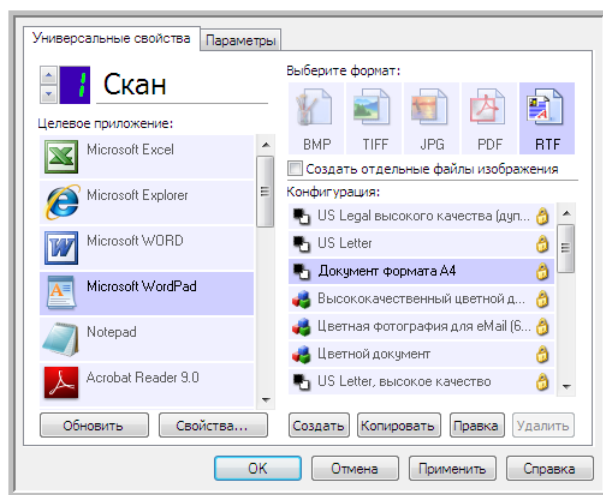 Универсальные свойства
Параметры
1
Скан
Целевое приложение:
Microsoft Excel
Microsoft Explorer
Microsoft WORD
Microsoft WordPad
Notepad
Acrobat Reader 9.0
Обновить
Свойства...
Выберите формат:
BMP
TIFF
JPG
PDF
RTF
Создать отдельные файлы изображения
Конфигурация:
US Legal высокого качества (дуп...
US Letter
Документ формата A4
Высококачественный цветной д...
Цветная фотография для eMail (6...
Цветной документ
US Letter, высокое качество
Создать
Копировать
Правка
Удалить
OK
Отмена
Применить
Справка